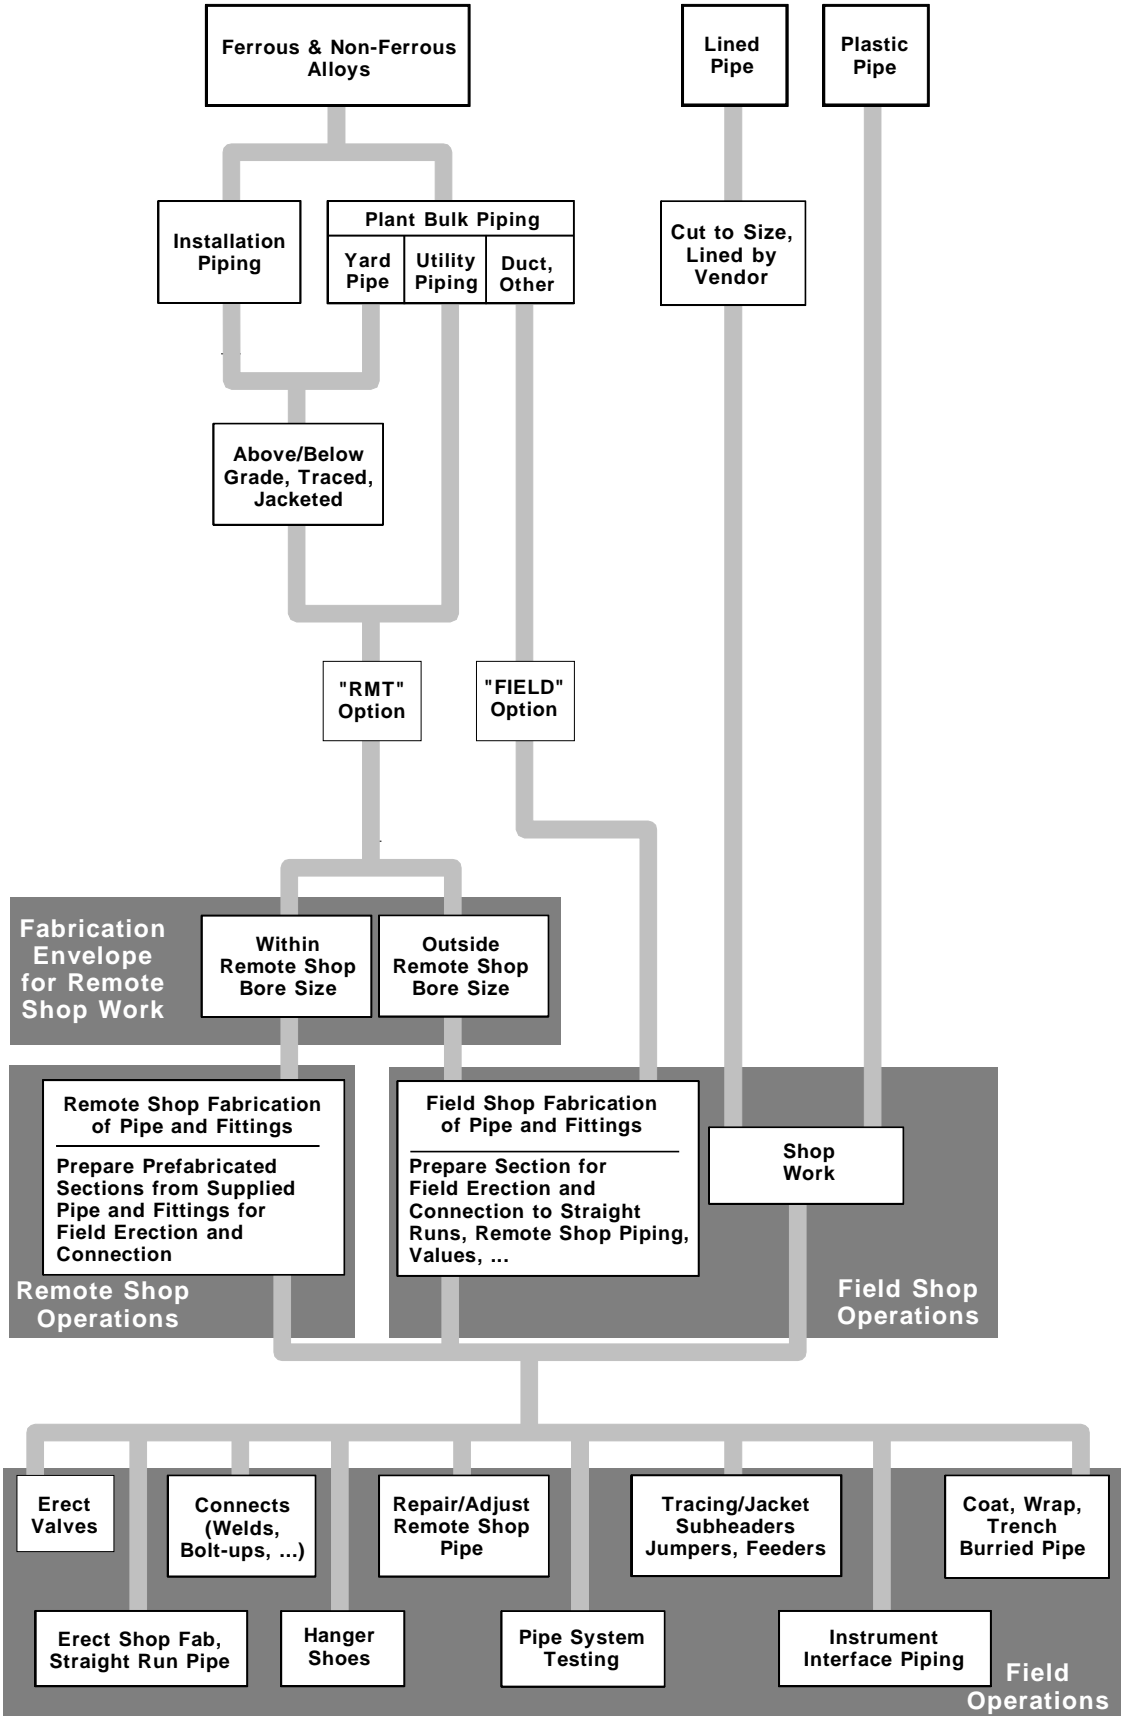 Ferrous & Non-Ferrous
Alloys
Lined
Pipe
Plastic
Pipe
Installation
Piping
Plant Bulk Piping
Yard
Pipe
Utility
Piping
Duct,
Other
Cut to Size,
Lined by
Vendor
Above/Below
Grade, Traced,
Jacketed
"RMT"
Option
"FIELD"
Option
Fabrication
Envelope
for Remote
Shop Work
Within
Remote Shop
Bore Size
Outside
Remote Shop
Bore Size
Remote Shop Fabrication
of Pipe and Fittings
Prepare Prefabricated
Sections from Supplied
Pipe and Fittings for
Field Erection and
Connection
Remote Shop
Operations
Field Shop Fabrication
of Pipe and Fittings
Prepare Section for
Field Erection and
Connection to Straight
Runs, Remote Shop Piping,
Values, ...
Shop
Work
Field Shop
Operations
Erect
Valves
Connects
(Welds,
Bolt-ups, ...)
Repair/Adjust
Remote Shop
Pipe
Tracing/Jacket
Subheaders
Jumpers, Feeders
Coat, Wrap,
Trench
Burried Pipe
Erect Shop Fab,
Straight Run Pipe
Hanger
Shoes
Pipe System
Testing
Instrument
Interface Piping
Field
Operations